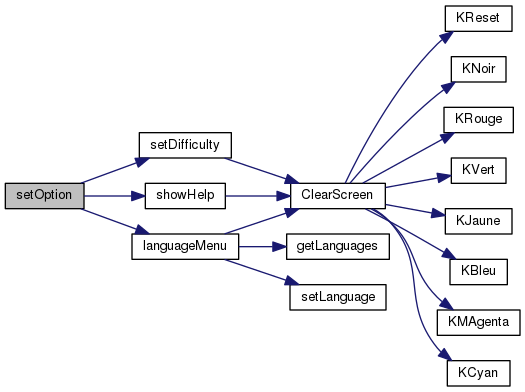 setOption
setDifficulty
showHelp
languageMenu
ClearScreen
getLanguages
setLanguage
KReset
KNoir
KRouge
KVert
KJaune
KBleu
KMAgenta
KCyan